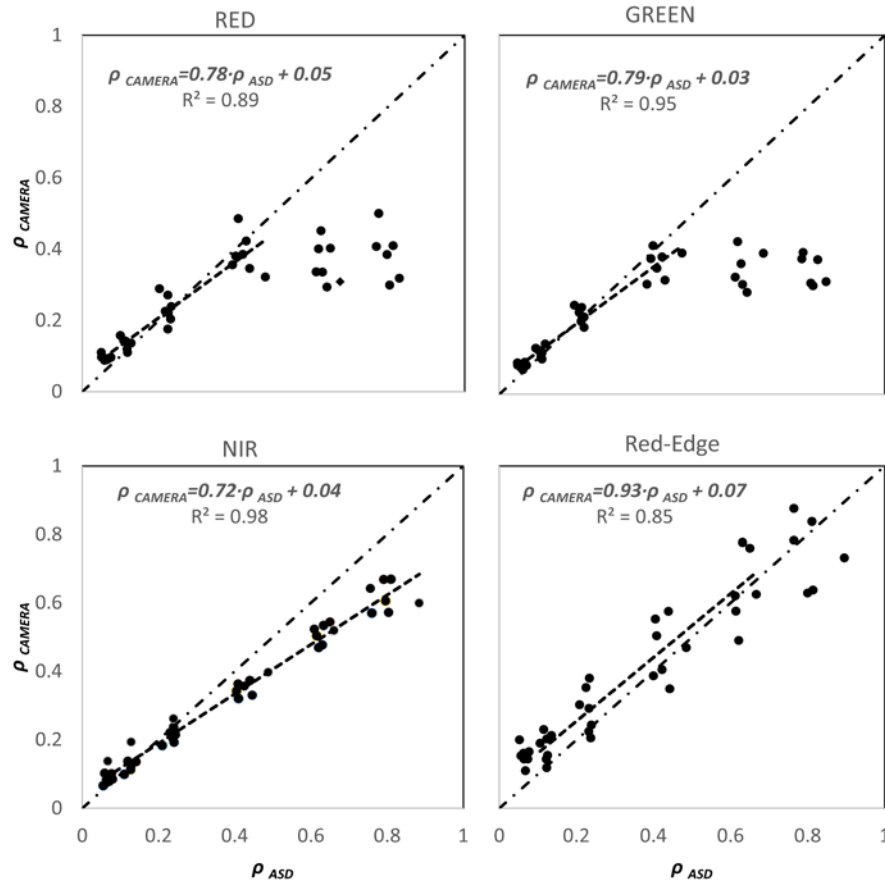 RED
ρ CAMERA=0.78·ρ ASD + 0.05
R² = 0.89
1
0.8
0.6
0.4
0.2
0
ρ CAMERA
GREEN
ρ CAMERA=0.79·ρ ASD + 0.03
R² = 0.95
NIR
ρ CAMERA=0.72·ρ ASD + 0.04
R² = 0.98
1
0.8
0.6
0.4
0.2
0
ρ CAMERA
0 0.2 0.4 0.6 0.8 1
ρ ASD
Red-Edge
ρ CAMERA=0.93·ρ ASD + 0.07
R² = 0.85
0 0.2 0.4 0.6 0.8 1
ρ ASD